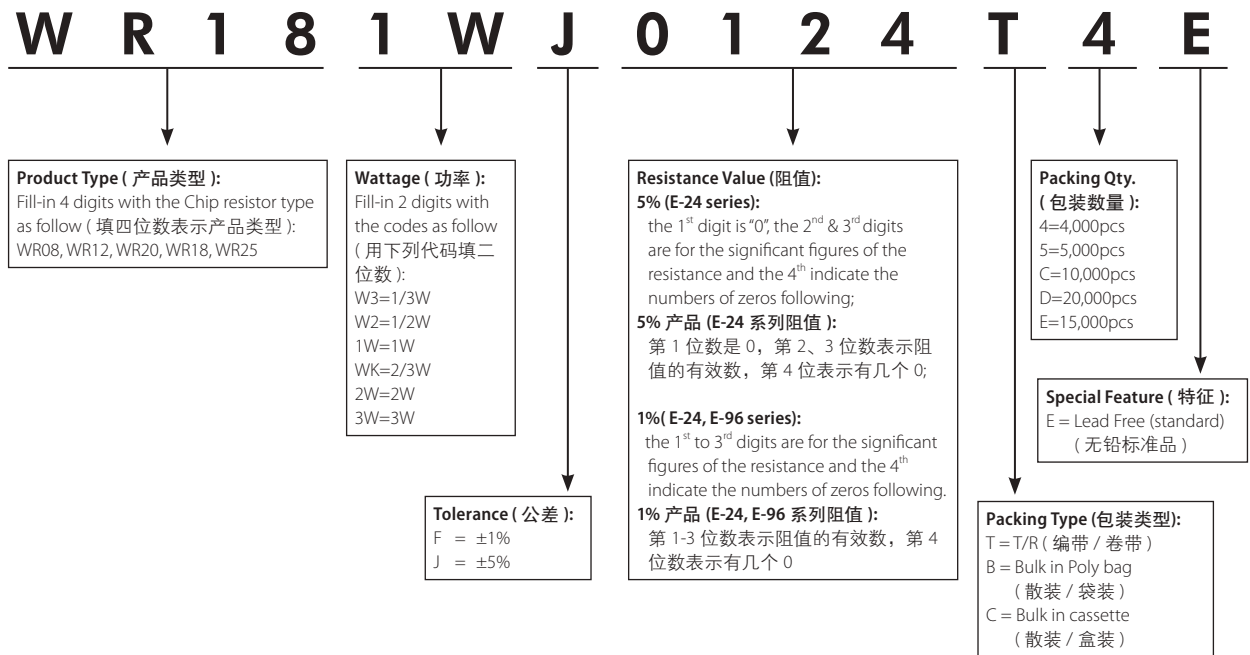 W R 1 8 1 W J 0 1 2 4 T 4 E
Product Type ( 产品类型 ):
Fill-in 4 digits with the Chip resistor type
as follow ( 填四位数表示产品类型 ):
WR08, WR12, WR20, WR18, WR25
Wattage ( 功率 ):
Fill-in 2 digits with
the codes as follow
( 用下列代码填二
位数 ):
W3=1/3W
W2=1/2W
1W=1W
WK=2/3W
2W=2W
3W=3W
Tolerance ( 公差 ):
F = ±1%
J = ±5%
Resistance Value (阻值):
5% (E-24 series):
the 1st digit is "0", the 2nd & 3rd digits
are for the significant figures of the
resistance and the 4th indicate the
numbers of zeros following;
5% 产品 (E-24 系列阻值 ):
第 1 位数是 0，第 2、3 位数表示阻
值的有效数，第 4 位表示有几个 0;
1%( E-24, E-96 series):
the 1st to 3rd digits are for the significant
figures of the resistance and the 4th
indicate the numbers of zeros following.
1% 产品 (E-24, E-96 系列阻值 ):
第 1-3 位数表示阻值的有效数，第 4
位数表示有几个 0
Packing Qty.
( 包装数量 ):
4=4,000pcs
5=5,000pcs
C=10,000pcs
D=20,000pcs
E=15,000pcs
Special Feature ( 特征 ):
E = Lead Free (standard)
( 无铅标准品 )
Packing Type (包装类型):
T = T/R ( 编带 / 卷带 )
B = Bulk in Poly bag
( 散装 / 袋装 )
C = Bulk in cassette
( 散装 / 盒装 )